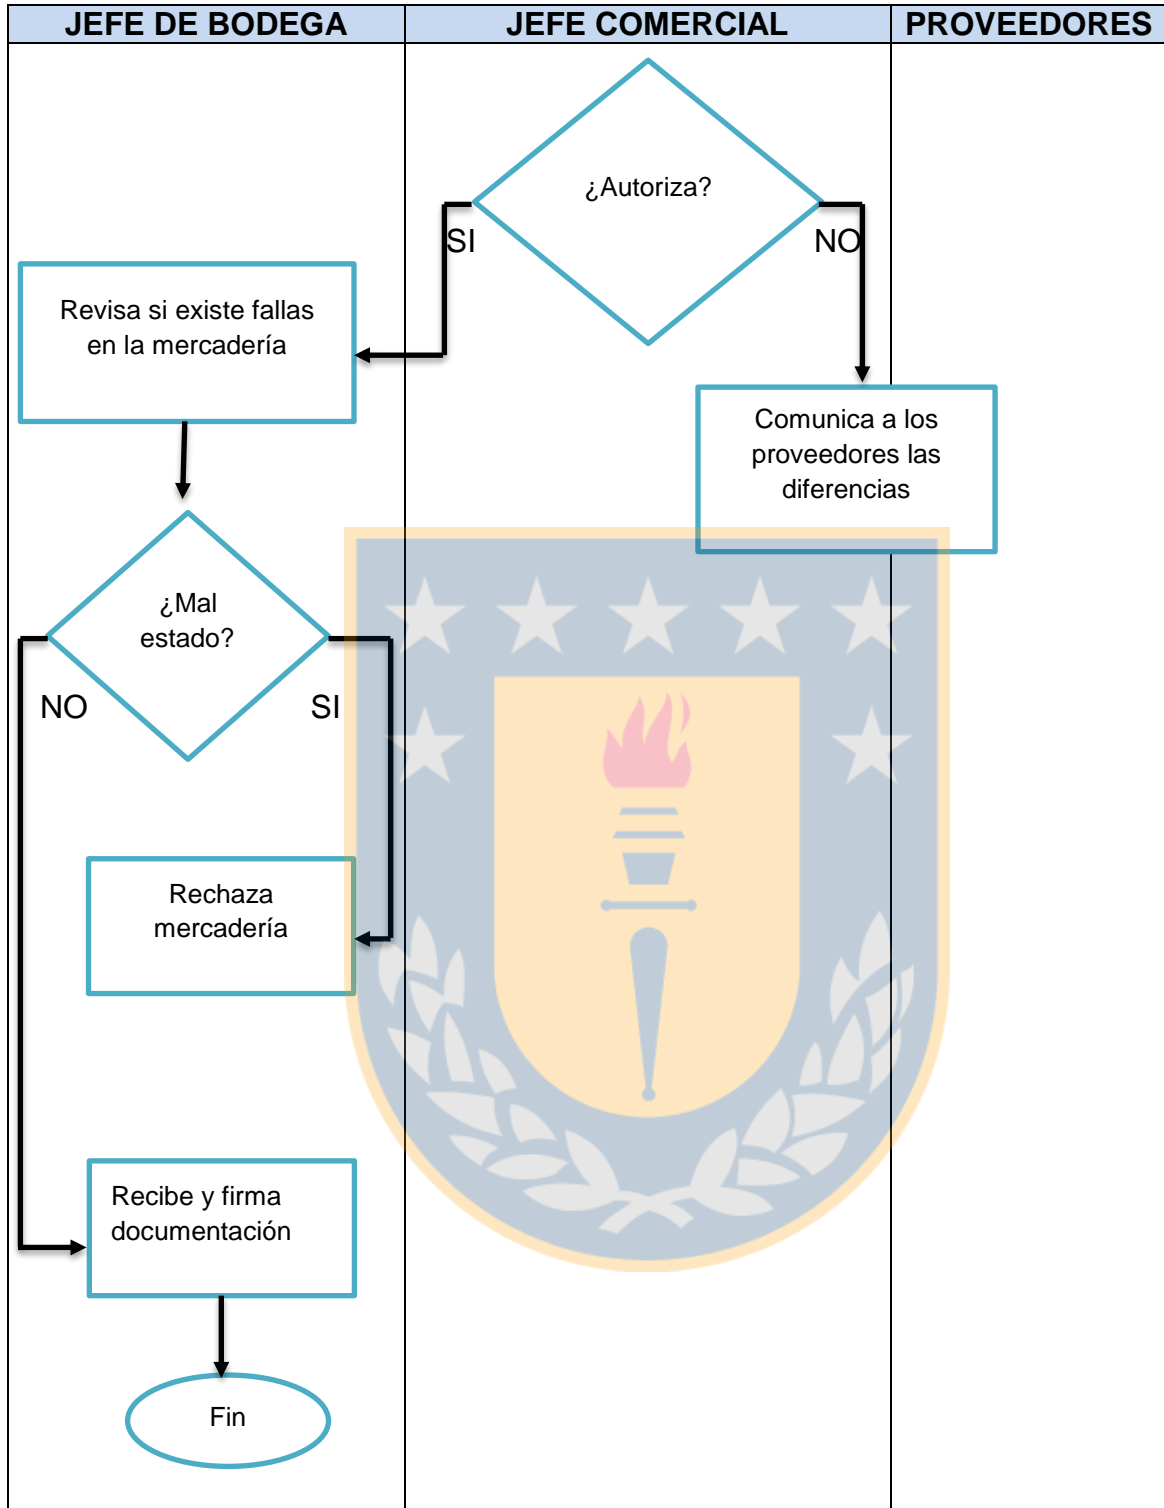 JEFE DE BODEGA
JEFE COMERCIAL
PROVEEDORES
¿Autoriza?
SI
NO
Revisa si existe fallas
en la mercadería
Comunica a los
proveedores las
diferencias
¿Mal
estado?
NO
SI
Rechaza
mercadería
Recibe y firma
documentación
Fin